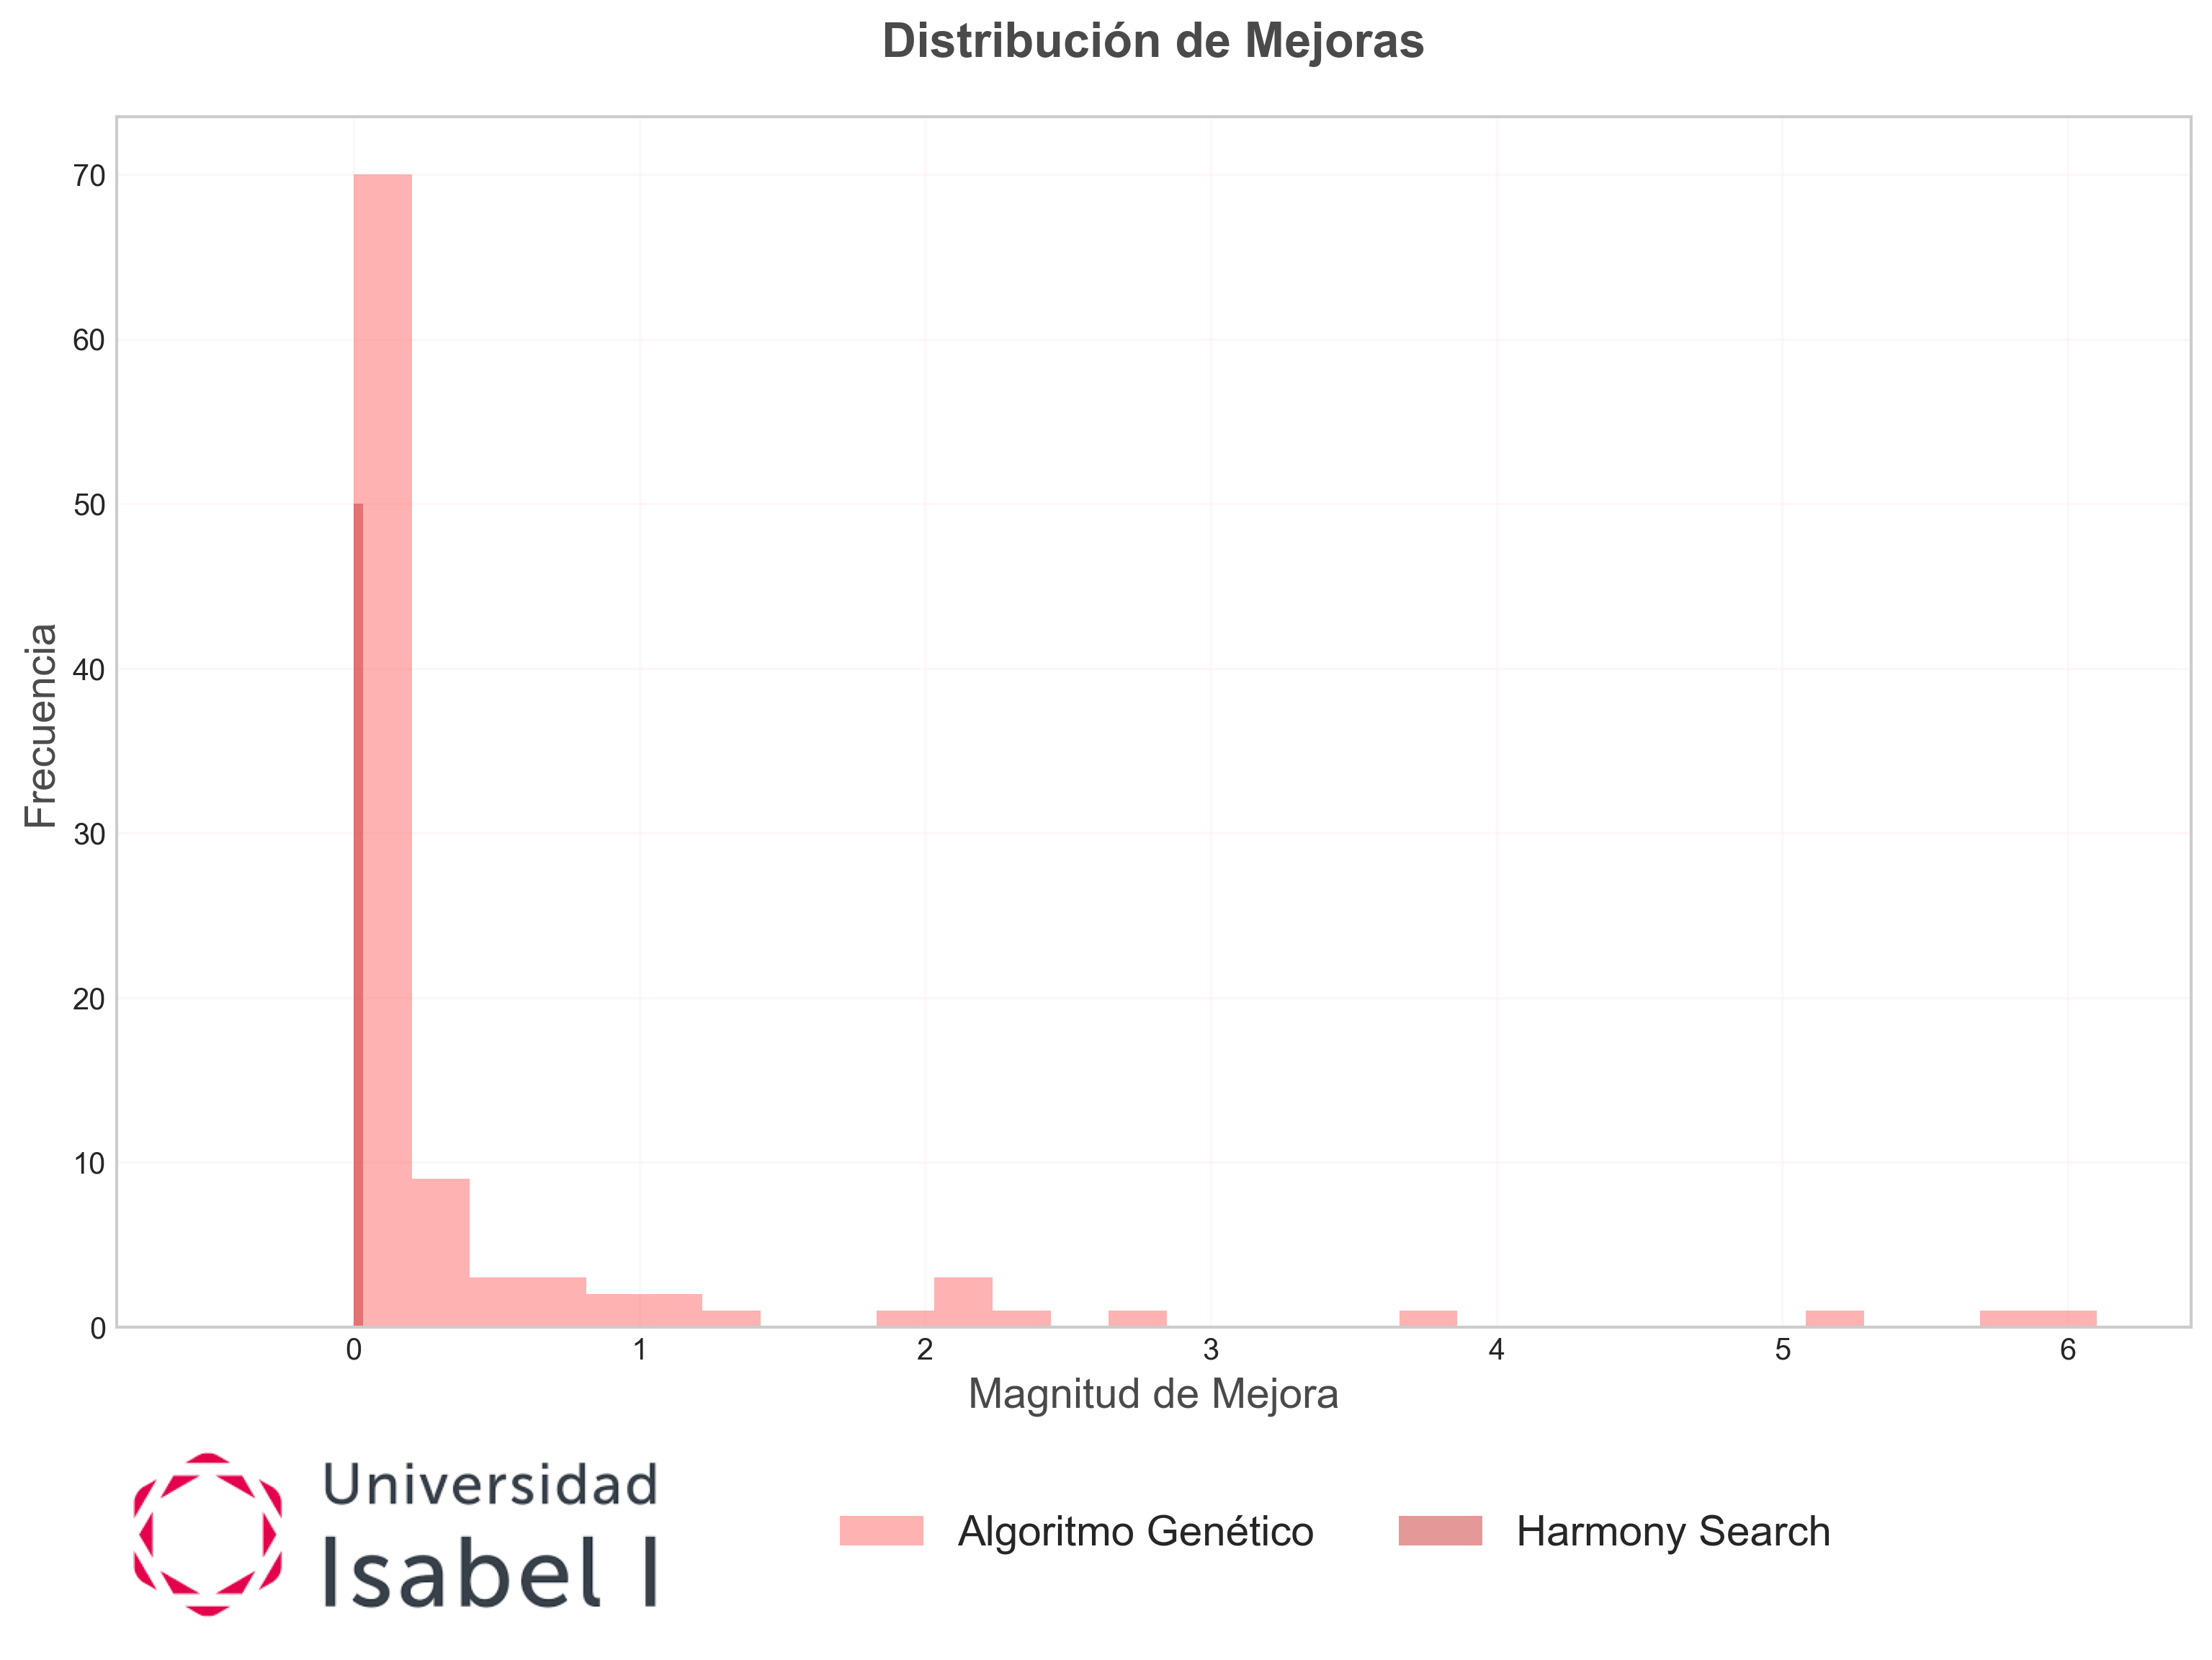 Distribución de Mejoras
Frecuencia
70
60
50
40
30
20
10
0
0 1 2 3 4 5 6
Magnitud de Mejora
Universidad
Isabel I
Algoritmo Genético
Harmony Search